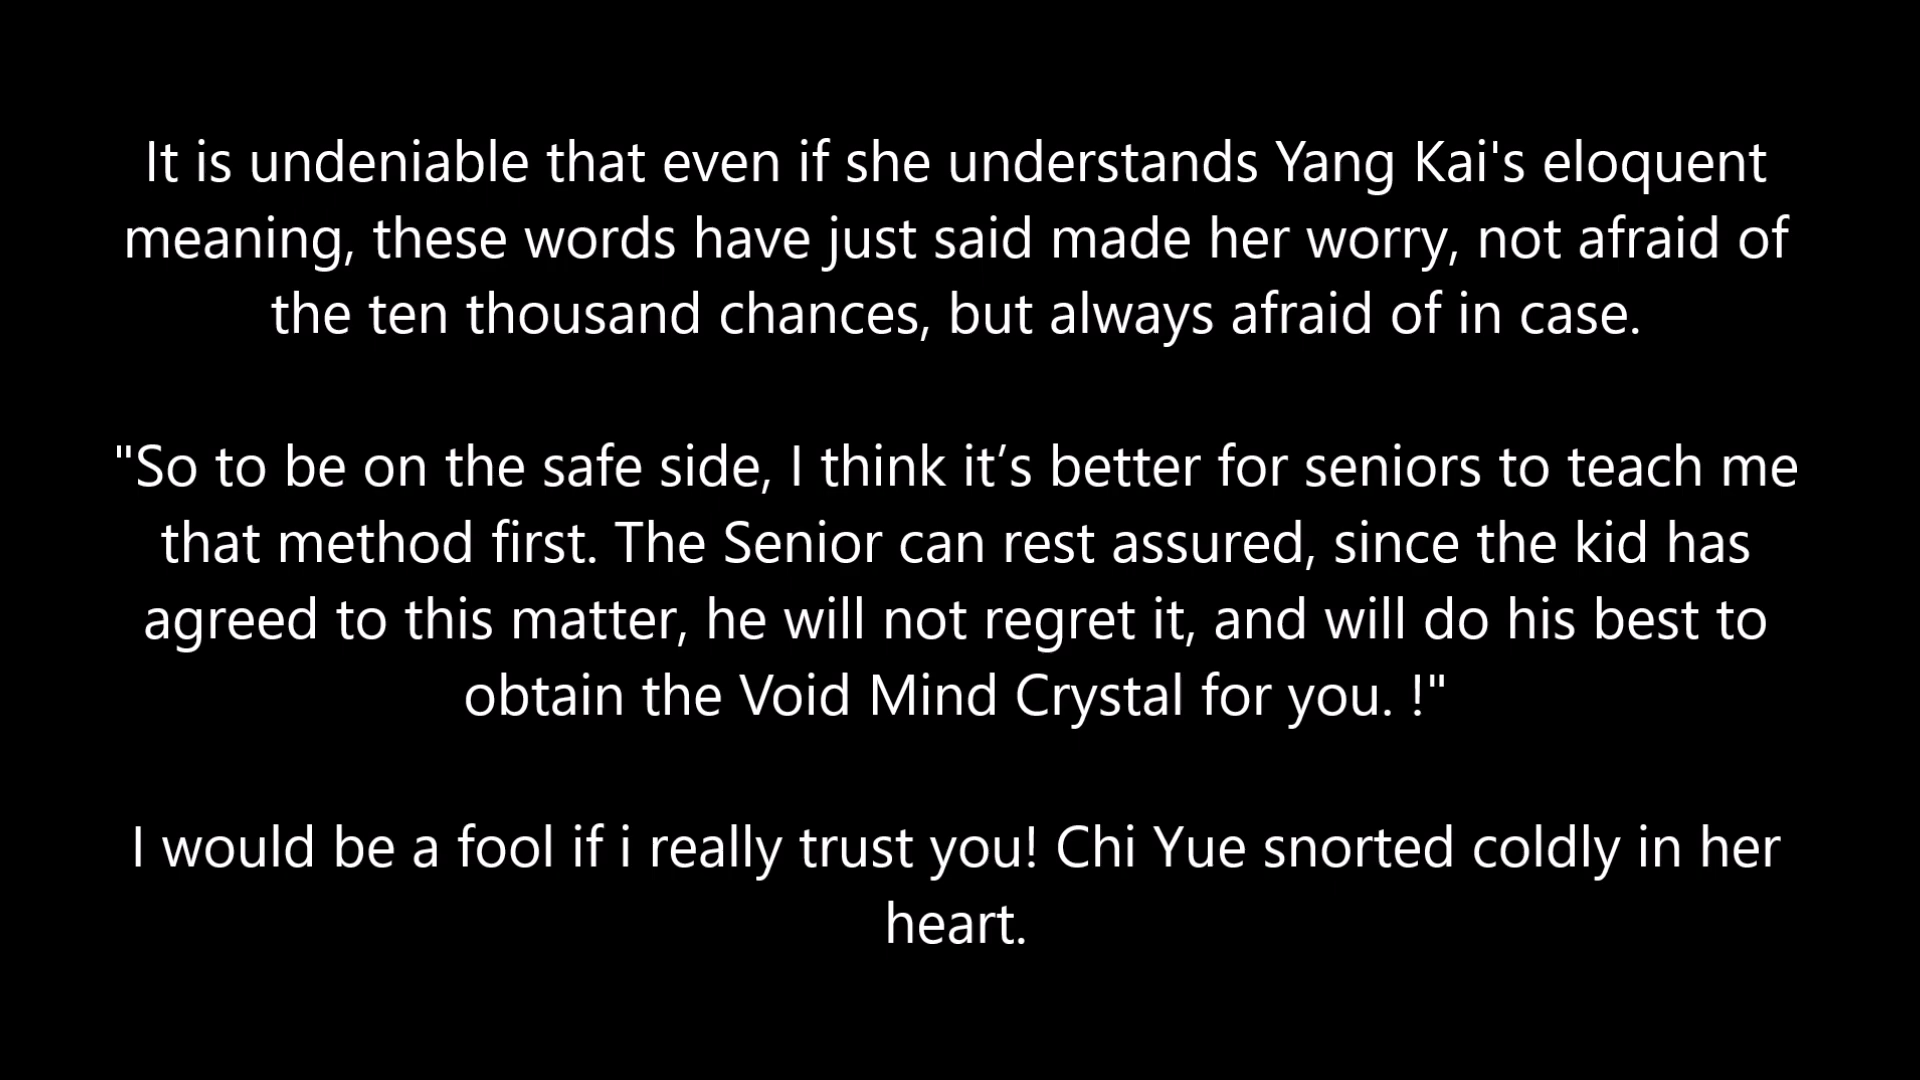 It is undeniable that even if she understands Yang Kai's eloquent
meaning, these words have just said made her worry, not afraid of
the ten thousand chances, but always afraid of in case.
"So to be on the safe side, I think it’s better for seniors to teach me
that method first. The Senior can rest assured, since the kid has
agreed to this matter, he will not regret it, and will do his best to
obtain the Void Mind Crystal for you. !"
I would be a fool if i really trust you! Chi Yue snorted coldly in her
heart.